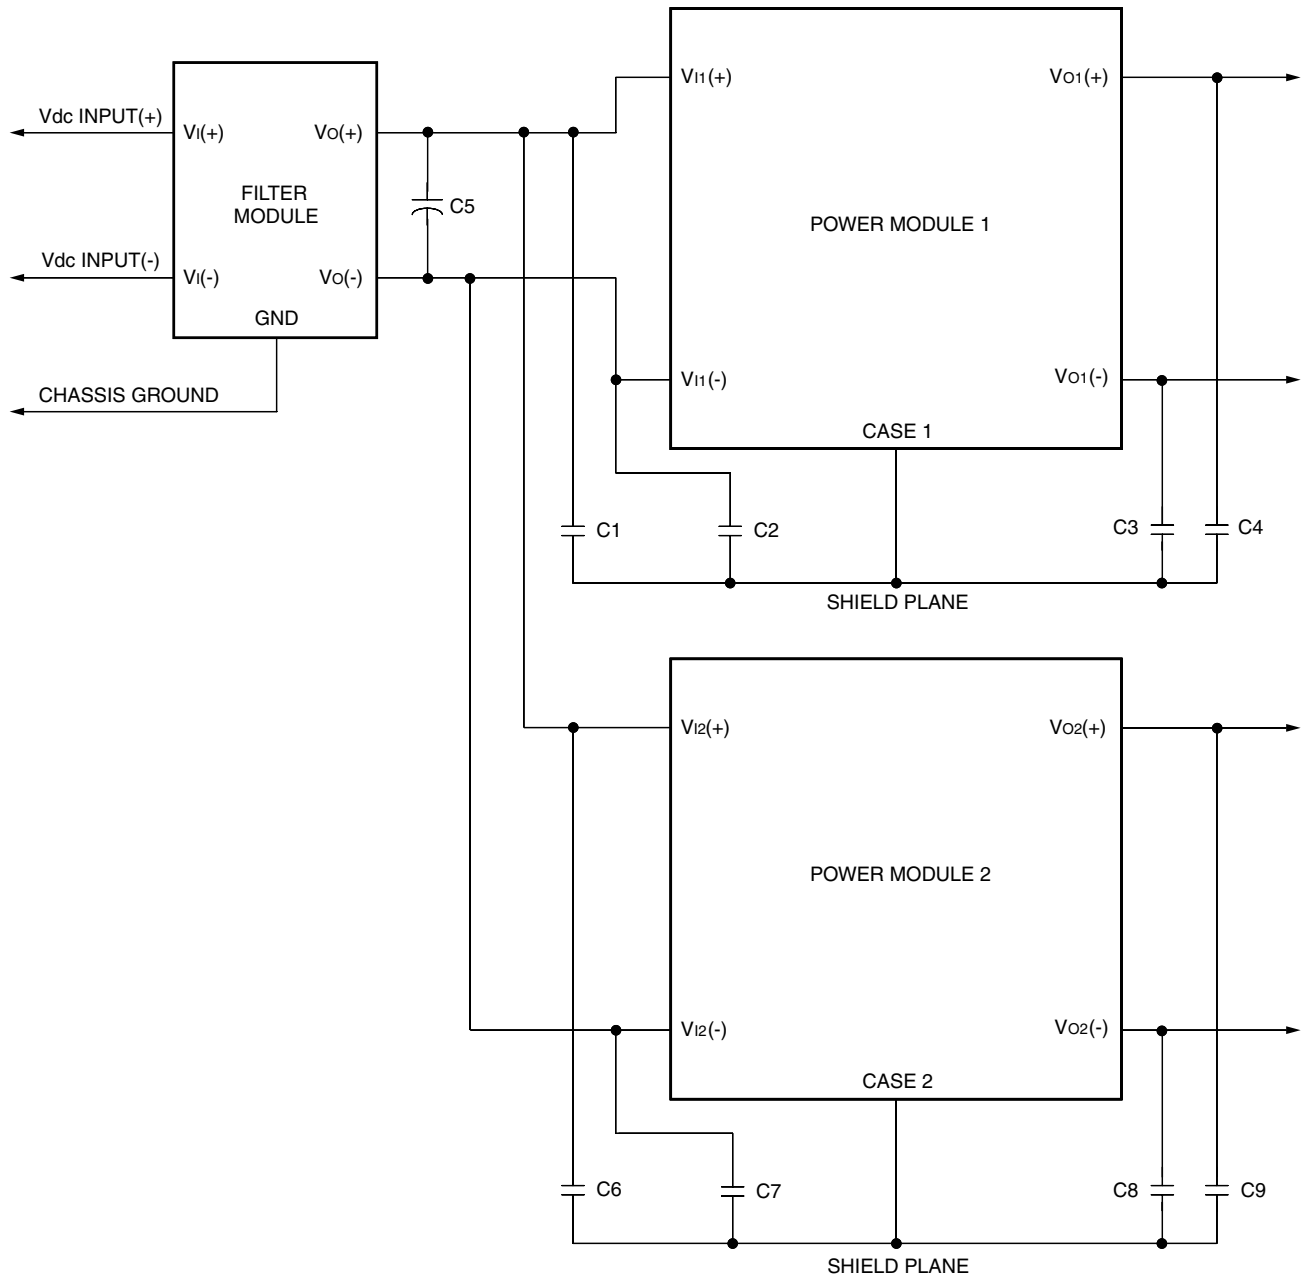 VI1(+)
VO1(+)
Vdc INPUT(+)
VI(+)
VO(+)
FILTER
MODULE
C5
POWER MODULE 1
Vdc INPUT(-)
VI(-)
VO(-)
GND
CHASSIS GROUND
VI1(-)
VO1(-)
CASE 1
C1
C2
C3
C4
SHIELD PLANE
VI2(+)
VO2(+)
POWER MODULE 2
VI2(-)
VO2(-)
CASE 2
C6
C7
C8
C9
SHIELD PLANE